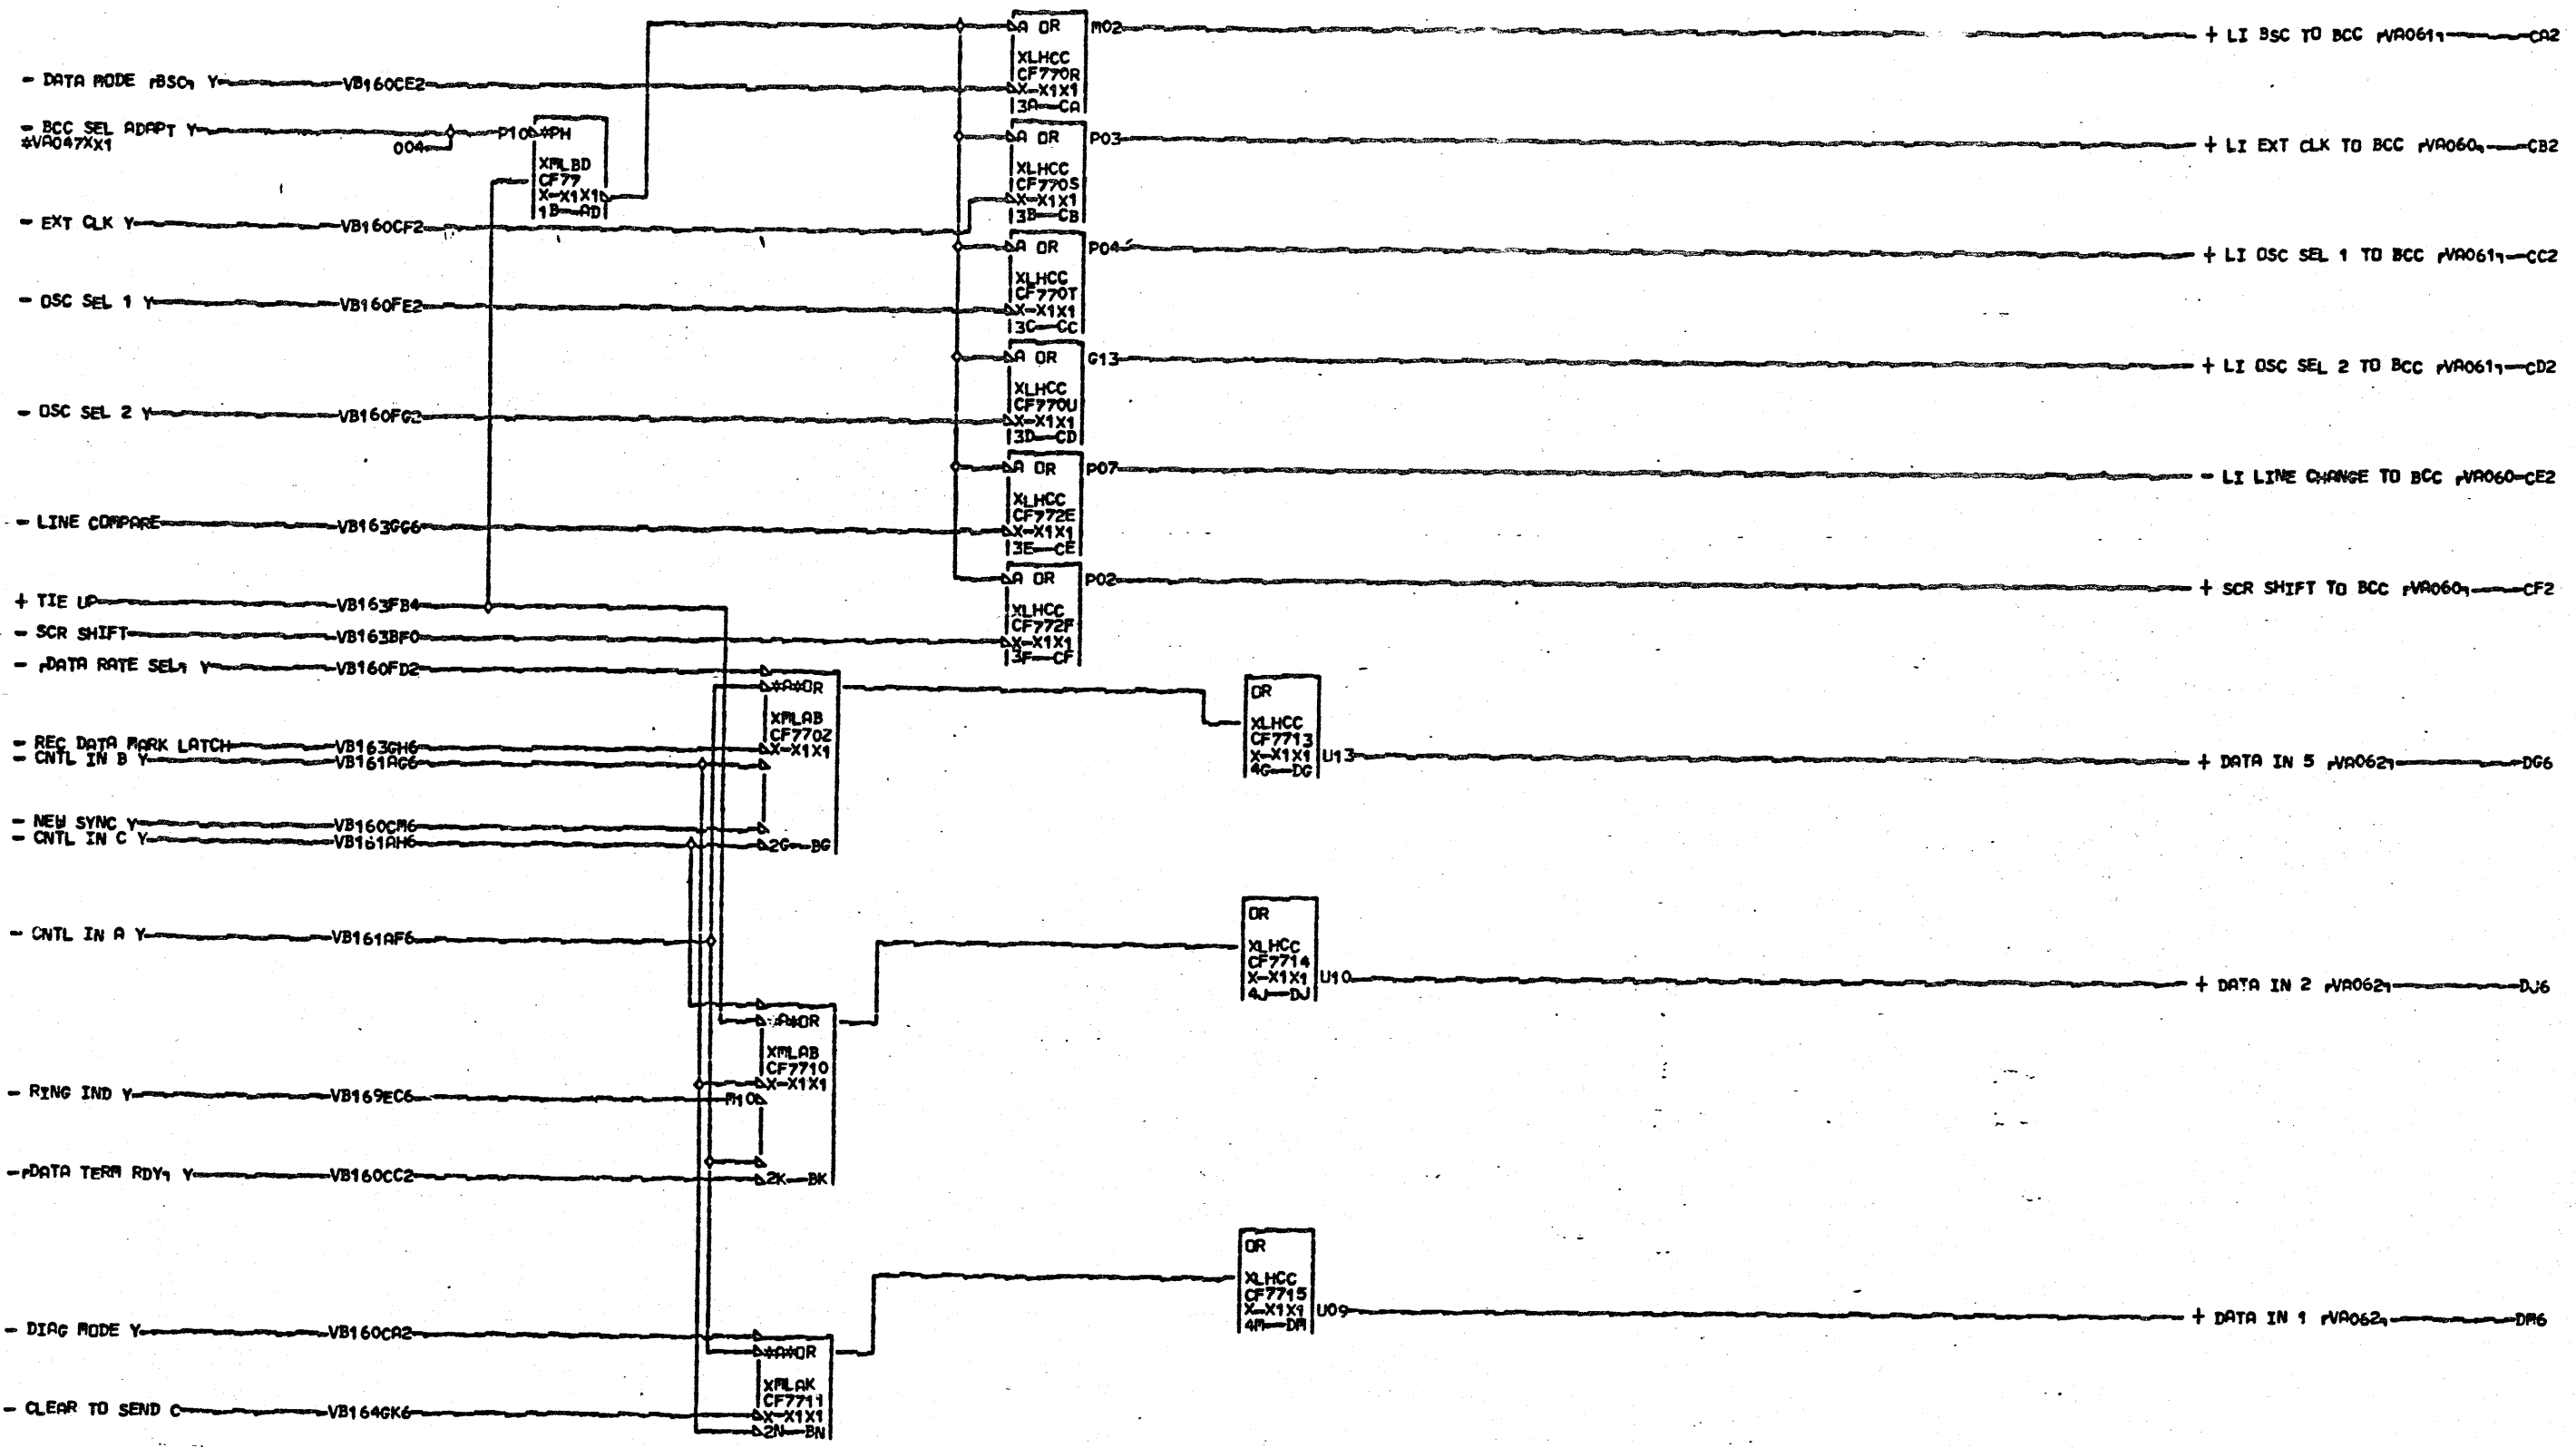 A OR M02 + LI BSC TO BCC VA061 CA2
XLHCC
CF770R
- DATA MODE BSC Y VB160CE2 X-X1X1
3A CA
- BCC SEL ADAPT Y P10 *PH
*VA047XX1 004
XMLBD
CF77
X-X1X1
1B AD
A OR P03 + LI EXT CLK TO BCC VA060 CB2
XLHCC
CF770S
X-X1X1
3B CB
- EXT CLK Y VB160CF2
A OR P04 + LI OSC SEL 1 TO BCC VA061 CC2
XLHCC
CF770T
- OSC SEL 1 Y VB160FE2 X-X1X1
3C CC
A OR G13 + LI OSC SEL 2 TO BCC VA061 CD2
XLHCC
CF770U
- OSC SEL 2 Y VB160FG2 X-X1X1
3D CD
A OR P07 - LI LINE CHANGE TO BCC VA060 CE2
XLHCC
CF772E
- LINE COMPARE VB163GG6 X-X1X1
3E CE
A OR P02 + SCR SHIFT TO BCC VA060 CF2
+ TIE UP VB163FB4
XLHCC
CF772F
- SCR SHIFT VB163BF0 X-X1X1
3F CF
- DATA RATE SEL Y VB160FD2
*A*OR
XMLAB
CF770Z
- REC DATA MARK LATCH VB163GH6 X-X1X1
- CNTL IN B Y VB161AG6
- NEW SYNC Y VB160CM6
- CNTL IN C Y VB161AH6 2G BG
OR
XLHCC
CF7713
X-X1X1 U13 + DATA IN 5 VA062 DG6
4G DG
- CNTL IN A Y VB161AF6
OR
XLHCC
CF7714
X-X1X1 U10 + DATA IN 2 VA062 DJ6
4J DJ
*A*OR
XMLAB
CF7710
X-X1X1
- RING IND Y VB169EC6 M10
- DATA TERM RDY Y VB160CC2 2K BK
OR
XLHCC
CF7715
X-X1X1 U09 + DATA IN 1 VA062 DM6
4M DM
- DIAG MODE Y VB160CA2
*A*OR
XMLAK
CF7711
- CLEAR TO SEND C VB164GK6 X-X1X1
2N BN